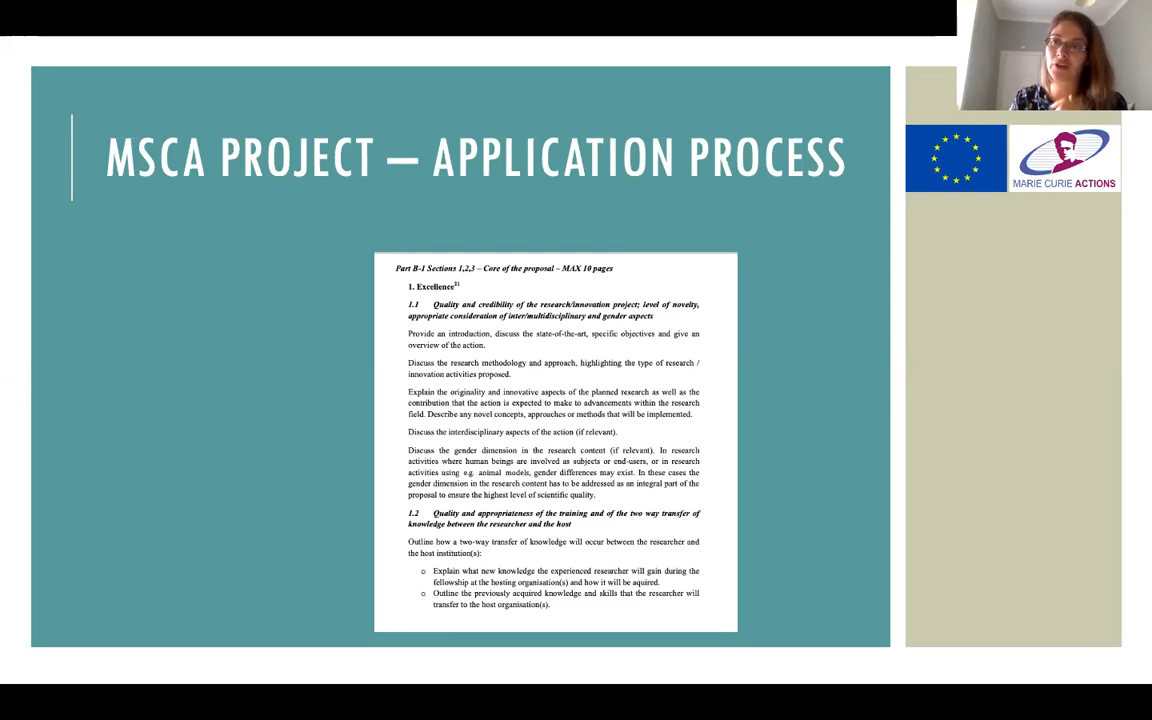 MSCA PROJECT – APPLICATION PROCESS
MARIE CURIE ACTIONS
Part B-1 Sections 1,2,3 – Core of the proposal – MAX 10 pages
1. Excellence21
1.1 Quality and credibility of the research/innovation project; level of novelty,
appropriate consideration of inter/multidisciplinary and gender aspects
Provide an introduction, discuss the state-of-the-art, specific objectives and give an
overview of the action.
Discuss the research methodology and approach, highlighting the type of research /
innovation activities proposed.
Explain the originality and innovative aspects of the planned research as well as the
contribution that the action is expected to make to advancements within the research
field. Describe any novel concepts, approaches or methods that will be implemented.
Discuss the interdisciplinary aspects of the action (if relevant).
Discuss the gender dimension in the research content (if relevant). In research
activities where human beings are involved as subjects or end-users, or in research
activities using e.g. animal models, gender differences may exist. In these cases the
gender dimension in the research content has to be addressed as an integral part of the
proposal to ensure the highest level of scientific quality.
1.2 Quality and appropriateness of the training and of the two way transfer of
knowledge between the researcher and the host
Outline how a two-way transfer of knowledge will occur between the researcher and
the host institution(s):
o Explain what new knowledge the experienced researcher will gain during the
fellowship at the hosting organisation(s) and how it will be aquired.
o Outline the previously acquired knowledge and skills that the researcher will
transfer to the host organisation(s).